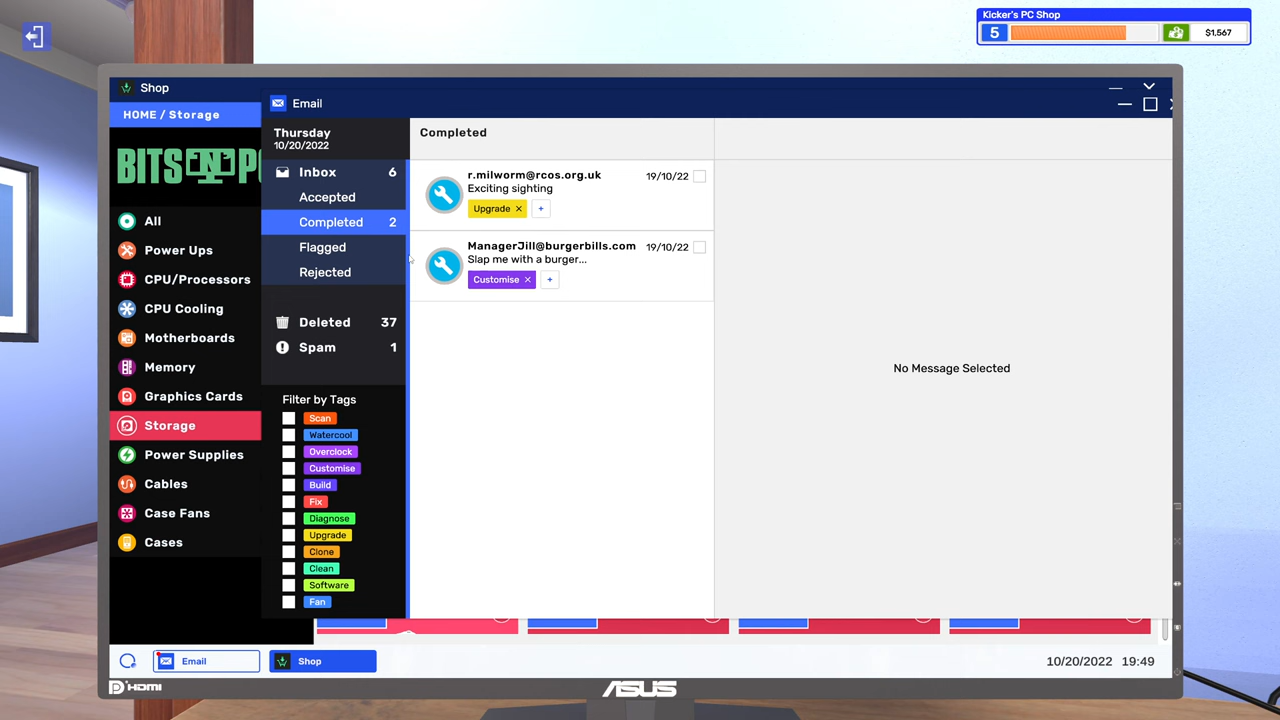 Kicker's PC Shop
5
$1,567
Shop
HOME / Storage
BITS N P
All
Power Ups
CPU/Processors
CPU Cooling
Motherboards
Memory
Graphics Cards
Storage
Power Supplies
Cables
Case Fans
Cases
Email
Thursday
10/20/2022
Inbox 6
Accepted
Completed 2
Flagged
Rejected
Deleted 37
Spam 1
Filter by Tags
Scan
Watercool
Overclock
Customise
Build
Fix
Diagnose
Upgrade
Clone
Clean
Software
Fan
Completed
r.milworm@rcos.org.uk 19/10/22
Exciting sighting
Upgrade × +
ManagerJill@burgerbills.com 19/10/22
Slap me with a burger...
Customise × +
No Message Selected
Email
Shop
10/20/2022 19:49
HDMI
ASUS